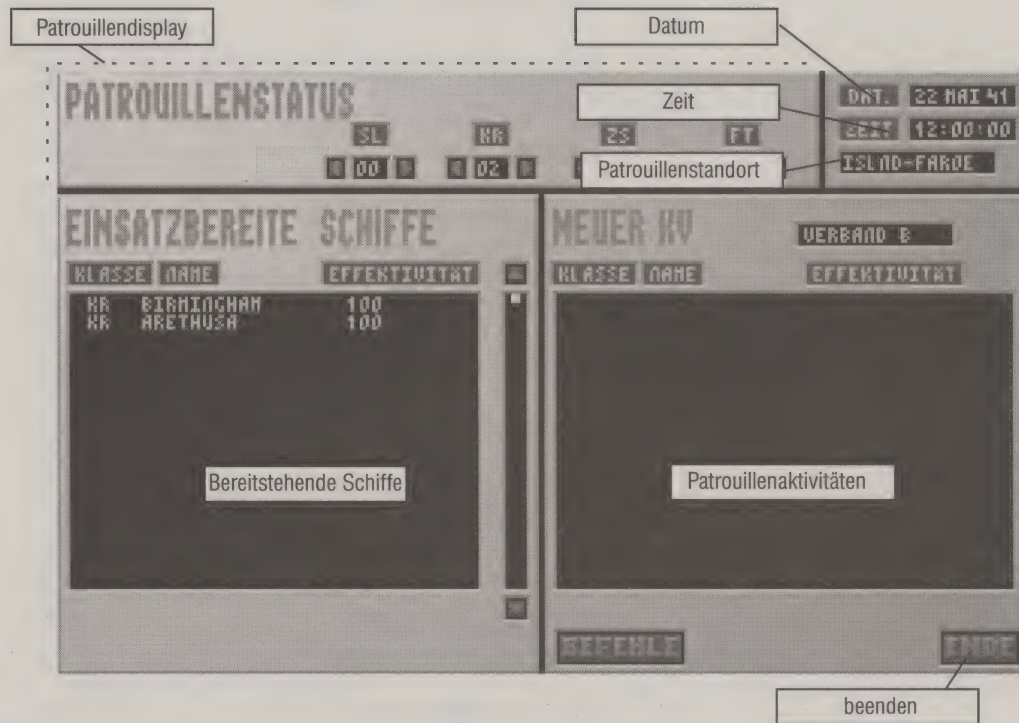 Patrouillendisplay
Datum
PATROUILLENSTATUS
DAT. 22 MAI 41
Zeit
SL KR ZS FT
ZEIT 12:00:00
00 02
Patrouillenstandort
ISLND-FAROE
EINSATZBEREITE SCHIFFE
NEUER KV
VERBAND B
KLASSE NAME EFFEKTIVITÄT
KLASSE NAME EFFEKTIVITÄT
KR BIRMINGHAM 100
KR ARETHUSA 100
Bereitstehende Schiffe
Patrouillenaktivitäten
BEFEHLE
ENDE
beenden